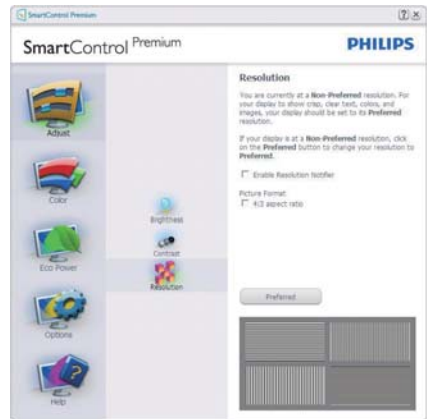 SmartControl Premium
SmartControl Premium
PHILIPS
Adjust
Color
Eco Power
Options
Help
Brightness
Contrast
Resolution
Resolution
You are currently at a Non-Preferred resolution. For
your display to show crisp, clear text, colors, and
images, your display should be set to its Preferred
resolution.
If your display is at a Non-Preferred resolution, click
on the Preferred button to change your resolution to
Preferred.
Enable Resolution Notifier
Picture Format
4:3 aspect ratio
Preferred